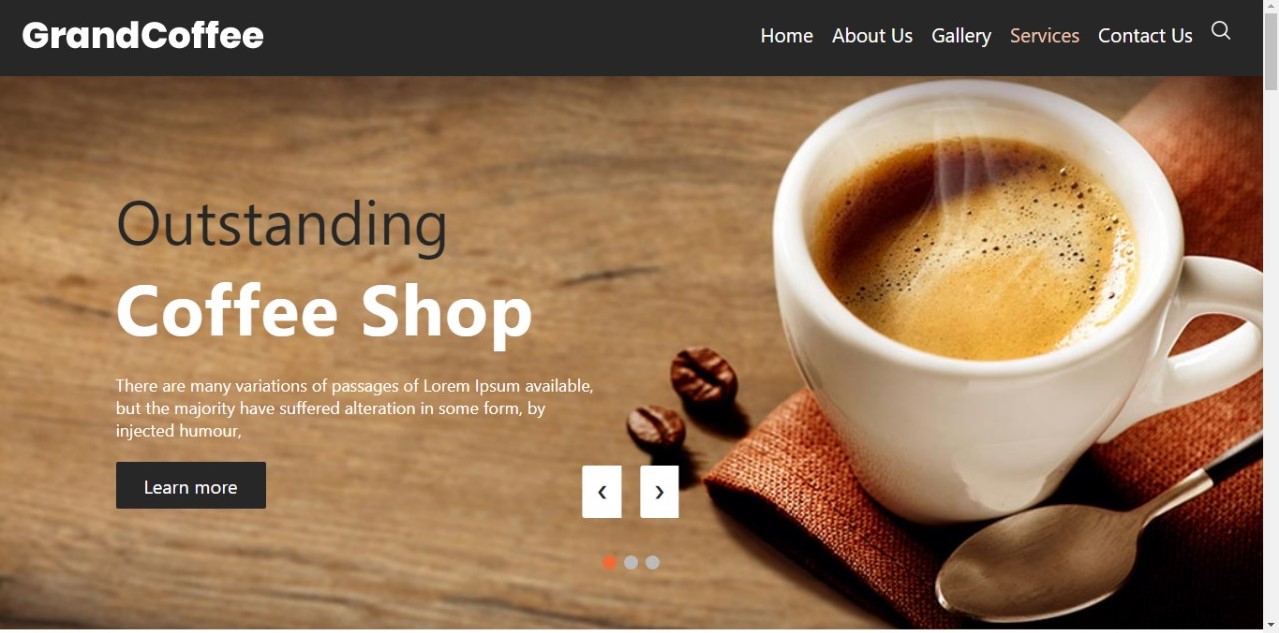 GrandCoffee
Home About Us Gallery Services Contact Us
Outstanding
Coffee Shop
There are many variations of passages of Lorem Ipsum available,
but the majority have suffered alteration in some form, by
injected humour,
Learn more
‹ ›